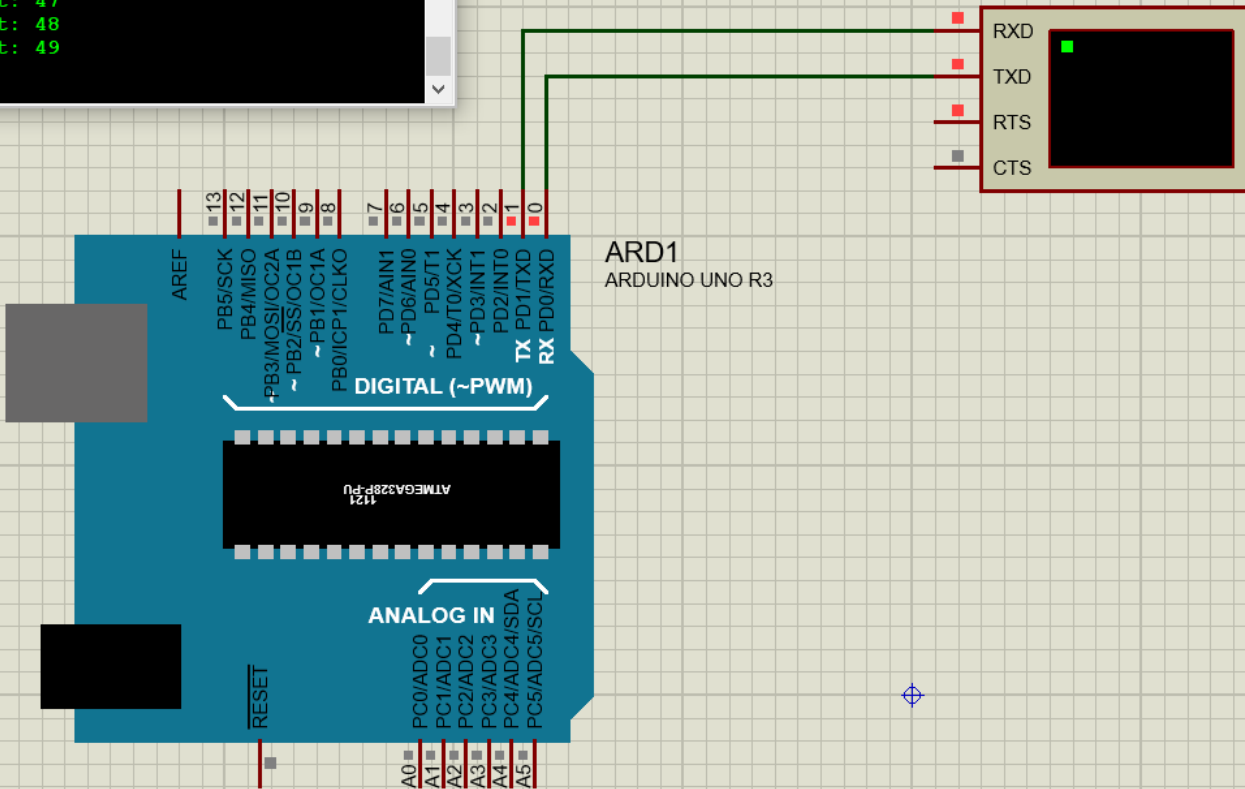 t: 47
t: 48
t: 49
RXD
TXD
RTS
CTS
13
12
11
10
9
8
7
6
5
4
3
2
1
0
AREF
PB5/SCK
PB4/MISO
PB3/MOSI/OC2A
PB2/SS/OC1B
PB1/OC1A
PB0/ICP1/CLKO
PD7/AIN1
PD6/AIN0
PD5/T1
PD4/T0/XCK
PD3/INT1
PD2/INT0
PD1/TXD
PD0/RXD
~ ~ ~ ~ ~ ~
TX
RX
ARD1
ARDUINO UNO R3
DIGITAL (~PWM)
ATMEGA328P-PU
1121
ANALOG IN
RESET
PC0/ADC0
PC1/ADC1
PC2/ADC2
PC3/ADC3
PC4/ADC4/SDA
PC5/ADC5/SCL
A0
A1
A2
A3
A4
A5